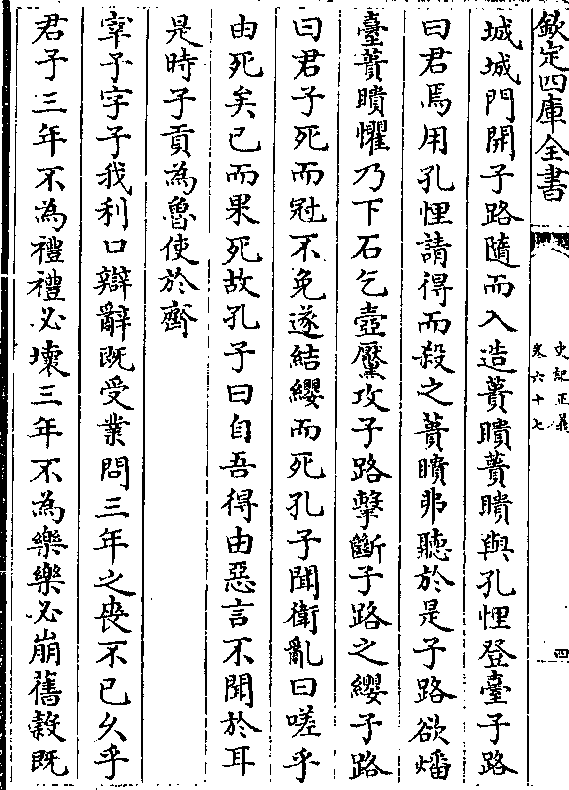 欽定四庫全書
史記正義
卷六十七
四
城城門開子路隨而入造蕢聵蕢聵與孔悝登臺子路
曰君焉用孔悝請得而殺之蕢聵弗聽於是子路欲燔
臺蕢聵懼乃下石乞壺黶攻子路擊斷子路之纓子路
曰君子死而冠不免遂結纓而死孔子聞衛亂曰嗟乎
由死矣已而果死故孔子曰自吾得由惡言不聞於耳
是時子貢為魯使於齊
宰予字子我利口辯辭既受業問三年之喪不已久乎
君子三年不為禮禮必壞三年不為樂樂必崩舊穀既